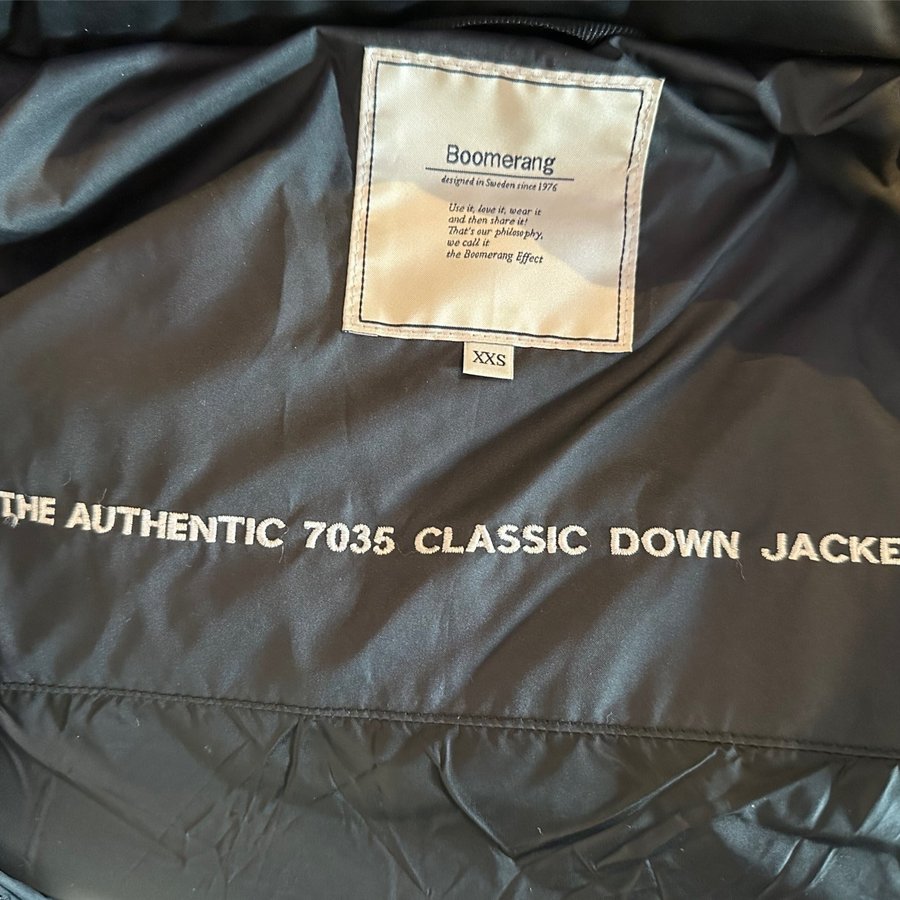 Boomerang
designed in Sweden since 1976
Use it, love it, wear it
and then share it!
That's our philosophy,
we call it
the Boomerang Effect
XXS
THE AUTHENTIC 7035 CLASSIC DOWN JACKE